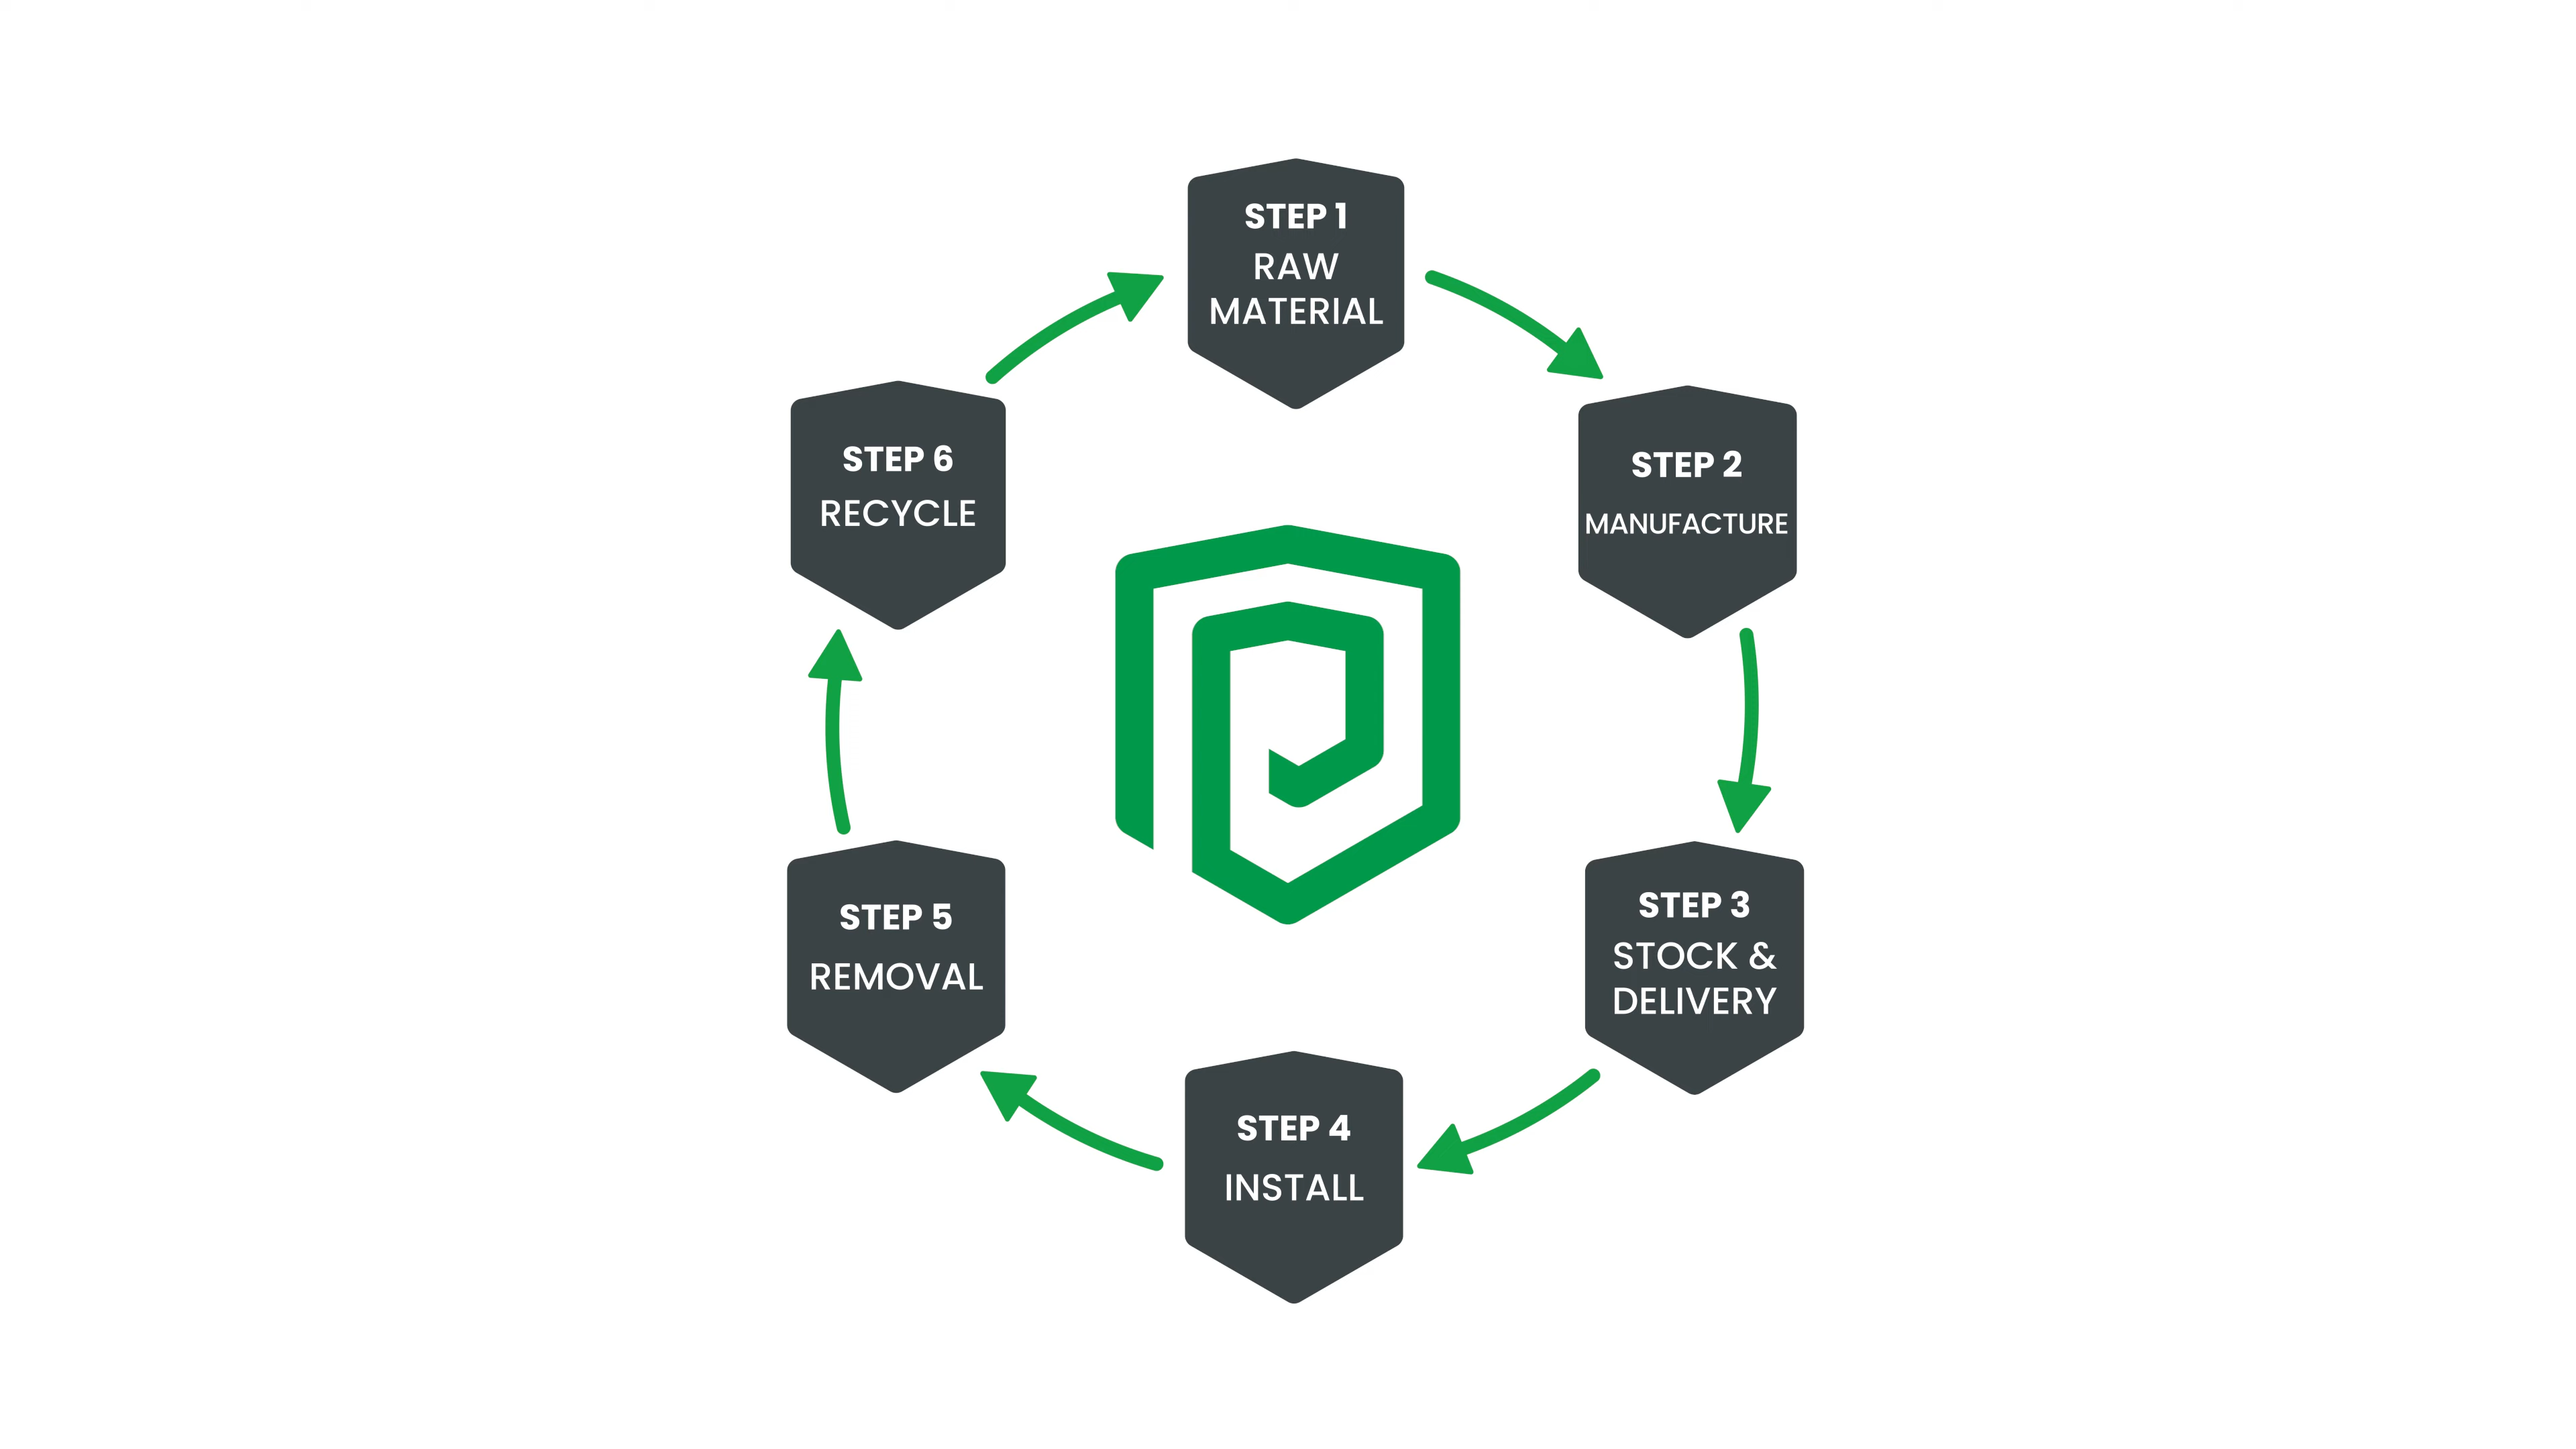 STEP 1
RAW
MATERIAL
STEP 2
MANUFACTURE
STEP 3
STOCK &
DELIVERY
STEP 4
INSTALL
STEP 5
REMOVAL
STEP 6
RECYCLE